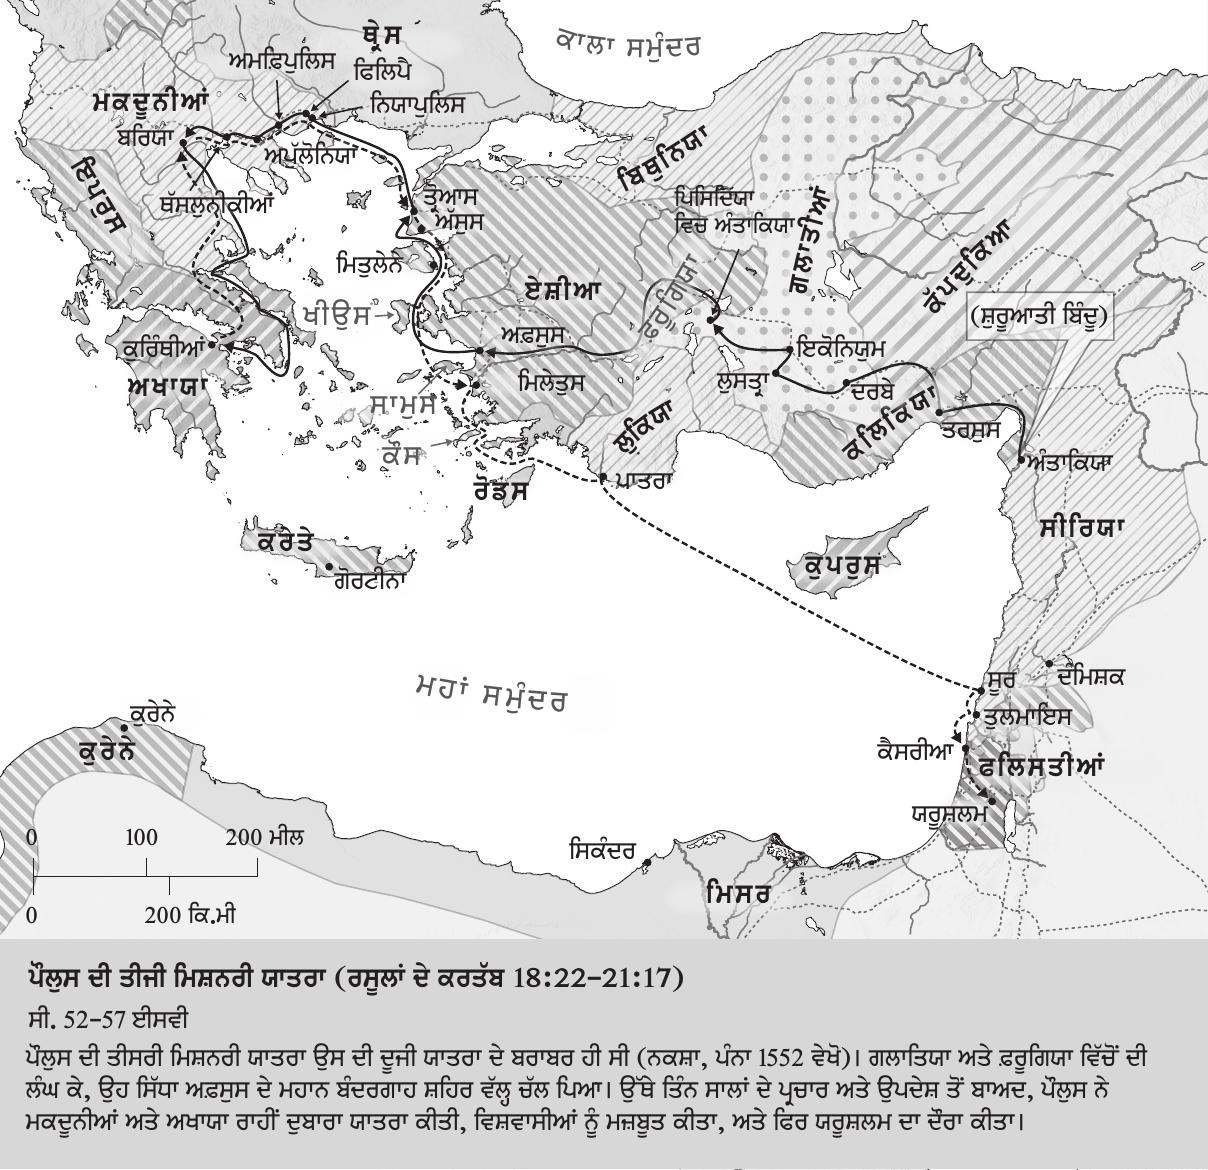 ਕਾਲਾ ਸਮੁੰਦਰ
ਥ੍ਰੇਸ
ਅਮਫ਼ਿਪੁਲਿਸ
ਫਿਲਿਪੈ
ਮਕਦੂਨੀਆਂ
ਨਿਯਾਪੁਲਿਸ
ਬਰਿਯਾ
ਅਪੱਲੋਨਿਯਾ
ਬਿਥੁਨਿਯਾ
ਇਪਿਰੁਸ
ਥੱਸਲੁਨੀਕੀਆਂ
ਤ੍ਰੋਆਸ
ਅੱਸੁਸ
ਪਿਸਿਦਿਯਾ
ਵਿਚ ਅੰਤਾਕਿਯਾ
ਗਲਾਤੀਆਂ
ਕੱਪਦੁਕਿਆ
ਮਿਤੁਲੇਨੇ
ਏਸ਼ੀਆ
ਫਰੂਗਿਯਾ
ਖੀਉਸ
(ਸ਼ੁਰੂਆਤੀ ਬਿੰਦੂ)
ਅਫ਼ਸੁਸ
ਕੁਰਿੰਥੀਆਂ
ਇਕੋਨਿਯੁਮ
ਅਖਾਯਾ
ਮਿਲੇਤੁਸ
ਲੁਸਤ੍ਰਾ
ਦਰਬੇ
ਸਾਮੁਸ
ਲੁਕਿਯਾ
ਕਲਿਕਿਯਾ
ਤਰਸੁਸ
ਕੌਸ
ਅੰਤਾਕਿਯਾ
ਪਾਤਰਾ
ਰੋਡਸ
ਸੀਰਿਯਾ
ਕਰੇਤੇ
ਕੁਪਰੁਸ
ਗੋਰਟੀਨਾ
ਸੂਰ
ਦੰਮਿਸ਼ਕ
ਮਹਾਂ ਸਮੁੰਦਰ
ਤੁਲਮਾਇਸ
ਕੁਰੇਨੇ
ਕੁਰੇਨੇ
ਕੈਸਰੀਆ
ਫਲਿਸਤੀਆਂ
ਯਰੂਸ਼ਲਮ
0 100 200 ਮੀਲ
ਸਿਕੰਦਰ
ਮਿਸਰ
0 200 ਕਿ.ਮੀ
ਪੌਲੁਸ ਦੀ ਤੀਜੀ ਮਿਸ਼ਨਰੀ ਯਾਤਰਾ (ਰਸੂਲਾਂ ਦੇ ਕਰਤੱਬ 18:22–21:17)
ਸੀ. 52–57 ਈਸਵੀ
ਪੌਲੁਸ ਦੀ ਤੀਸਰੀ ਮਿਸ਼ਨਰੀ ਯਾਤਰਾ ਉਸ ਦੀ ਦੂਜੀ ਯਾਤਰਾ ਦੇ ਬਰਾਬਰ ਹੀ ਸੀ (ਨਕਸ਼ਾ, ਪੰਨਾ 1552 ਵੇਖੋ)। ਗਲਾਤਿਯਾ ਅਤੇ ਫ਼ਰੂਗਿਯਾ ਵਿੱਚੋਂ ਦੀ
ਲੰਘ ਕੇ, ਉਹ ਸਿੱਧਾ ਅਫ਼ਸੁਸ ਦੇ ਮਹਾਨ ਬੰਦਰਗਾਹ ਸ਼ਹਿਰ ਵੱਲ੍ਹ ਚੱਲ ਪਿਆ। ਉੱਥੇ ਤਿੰਨ ਸਾਲਾਂ ਦੇ ਪ੍ਰਚਾਰ ਅਤੇ ਉਪਦੇਸ਼ ਤੋਂ ਬਾਅਦ, ਪੌਲੁਸ ਨੇ
ਮਕਦੂਨੀਆਂ ਅਤੇ ਅਖਾਯਾ ਰਾਹੀਂ ਦੁਬਾਰਾ ਯਾਤਰਾ ਕੀਤੀ, ਵਿਸ਼ਵਾਸੀਆਂ ਨੂੰ ਮਜ਼ਬੂਤ ਕੀਤਾ, ਅਤੇ ਫਿਰ ਯਰੂਸ਼ਲਮ ਦਾ ਦੌਰਾ ਕੀਤਾ।